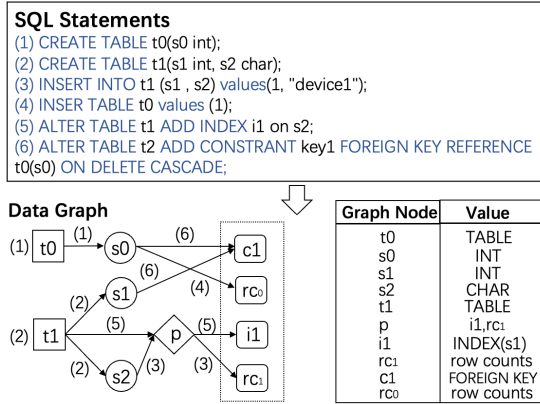 SQL Statements
(1) CREATE TABLE t0(s0 int);
(2) CREATE TABLE t1(s1 int, s2 char);
(3) INSERT INTO t1 (s1 , s2) values(1, "device1");
(4) INSER TABLE t0 values (1);
(5) ALTER TABLE t1 ADD INDEX i1 on s2;
(6) ALTER TABLE t2 ADD CONSTRANT key1 FOREIGN KEY REFERENCE
t0(s0) ON DELETE CASCADE;
Data Graph
(1) t0 (1) s0 (6) c1
(6) (4) rc0
(2) s1
(2) t1 (5) p (5) i1
(2) s2 (3) (3) rc1
Graph Node Value
t0 TABLE
s0 INT
s1 INT
s2 CHAR
t1 TABLE
p i1,rc1
i1 INDEX(s1)
rc1 row counts
c1 FOREIGN KEY
rc0 row counts